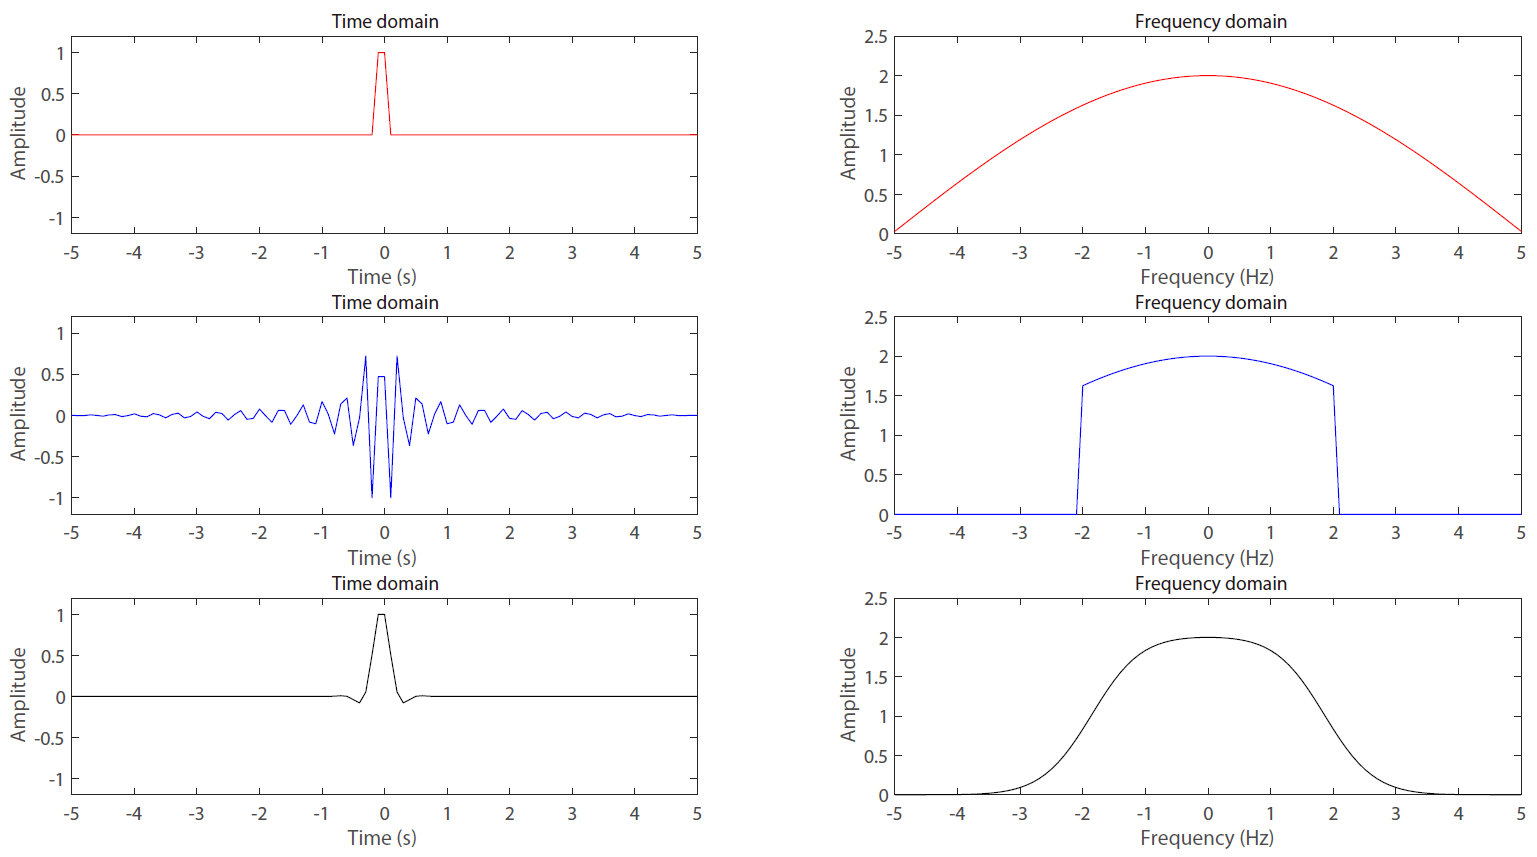 Time domain
Frequency domain
1
0.5
0
-0.5
-1
Amplitude
-5 -4 -3 -2 -1 0 1 2 3 4 5
Time (s)
2.5
2
1.5
1
0.5
0
Amplitude
-5 -4 -3 -2 -1 0 1 2 3 4 5
Frequency (Hz)
Time domain
Frequency domain
1
0.5
0
-0.5
-1
Amplitude
-5 -4 -3 -2 -1 0 1 2 3 4 5
Time (s)
2.5
2
1.5
1
0.5
0
Amplitude
-5 -4 -3 -2 -1 0 1 2 3 4 5
Frequency (Hz)
Time domain
Frequency domain
1
0.5
0
-0.5
-1
Amplitude
-5 -4 -3 -2 -1 0 1 2 3 4 5
Time (s)
2.5
2
1.5
1
0.5
0
Amplitude
-5 -4 -3 -2 -1 0 1 2 3 4 5
Frequency (Hz)